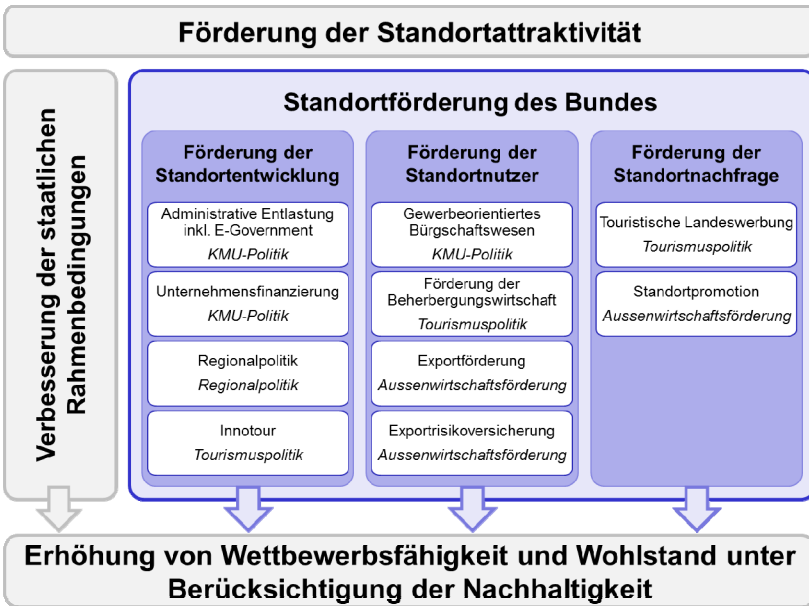 Förderung der Standortattraktivität
Verbesserung der staatlichen
Rahmenbedingungen
Standortförderung des Bundes
Förderung der
Standortentwicklung
Administrative Entlastung
inkl. E-Government
KMU-Politik
Unternehmensfinanzierung
KMU-Politik
Regionalpolitik
Regionalpolitik
Innotour
Tourismuspolitik
Förderung der
Standortnutzer
Gewerbeorientiertes
Bürgschaftswesen
KMU-Politik
Förderung der
Beherbergungswirtschaft
Tourismuspolitik
Exportförderung
Aussenwirtschaftsförderung
Exportrisikoversicherung
Aussenwirtschaftsförderung
Förderung der
Standortnachfrage
Touristische Landeswerbung
Tourismuspolitik
Standortpromotion
Aussenwirtschaftsförderung
Erhöhung von Wettbewerbsfähigkeit und Wohlstand unter
Berücksichtigung der Nachhaltigkeit